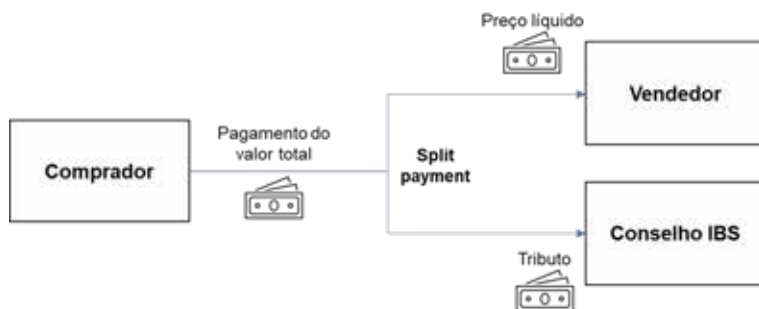 Preço líquido
Vendedor
Comprador
Pagamento do
valor total
Split
payment
Conselho IBS
Tributo